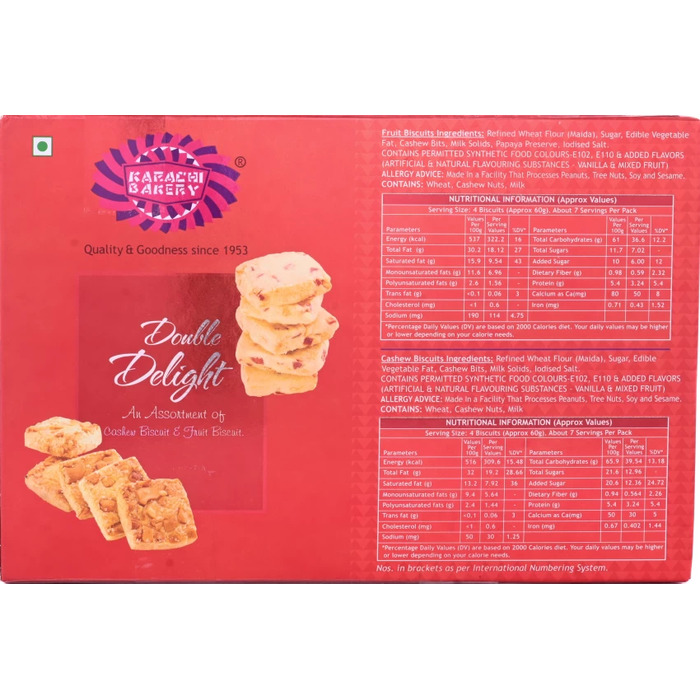 KARACHI
BAKERY
®
Quality & Goodness since 1953
Double
Delight
An Assortment of
Cashew Biscuit & Fruit Biscuit.
Fruit Biscuits Ingredients: Refined Wheat Flour (Maida), Sugar, Edible Vegetable
Fat, Cashew Bits, Milk Solids, Papaya Preserve, Iodised Salt.
CONTAINS PERMITTED SYNTHETIC FOOD COLOURS-E102, E110 & ADDED FLAVORS
(ARTIFICIAL & NATURAL FLAVOURING SUBSTANCES - VANILLA & MIXED FRUIT)
ALLERGY ADVICE: Made In a Facility That Processes Peanuts, Tree Nuts, Soy and Sesame.
CONTAINS: Wheat, Cashew Nuts, Milk
NUTRITIONAL INFORMATION (Approx Values)
Serving Size: 4 Biscuits (Approx 60g). About 7 Servings Per Pack
Parameters Values Per 100g Per Serving Values %DV* Parameters Values Per 100g Per Serving Values %DV*
Energy (kcal) 537 322.2 16 Total Carbohydrates (g) 61 36.6 12.2
Total Fat (g) 30.2 18.12 27 Total Sugars 11.7 7.02 -
Saturated fat (g) 15.9 9.54 43 Added Sugar 10 6.00 12
Monounsaturated fats (g) 11.6 6.96 - Dietary Fiber (g) 0.98 0.59 2.32
Polyunsaturated fats (g) 2.6 1.56 - Protein (g) 5.4 3.24 5.4
Trans fat (g) <0.1 0.06 3 Calcium as Ca(mg) 80 50 8
Cholesterol (mg) <1 0.6 - Iron (mg) 0.71 0.43 1.52
Sodium (mg) 190 114 4.75
*Percentage Daily Values (DV) are based on 2000 Calories diet. Your daily values may be higher
or lower depending on your calorie needs.
Cashew Biscuits Ingredients: Refined Wheat Flour (Maida), Sugar, Edible
Vegetable Fat, Cashew Bits, Milk Solids, Iodised Salt.
CONTAINS PERMITTED SYNTHETIC FOOD COLOURS-E102, E110 & ADDED FLAVORS
(ARTIFICIAL & NATURAL FLAVOURING SUBSTANCES - VANILLA & MIXED FRUIT)
ALLERGY ADVICE: Made In a Facility That Processes Peanuts, Tree Nuts, Soy and Sesame.
CONTAINS: Wheat, Cashew Nuts, Milk
NUTRITIONAL INFORMATION (Approx Values)
Serving Size: 4 Biscuits (Approx 60g). About 7 Servings Per Pack
Parameters Values Per 100g Per Serving Values %DV* Parameters Values Per 100g Per Serving Values %DV*
Energy (kcal) 516 309.6 15.48 Total Carbohydrates (g) 65.9 39.54 13.18
Total Fat (g) 32 19.2 28.66 Total Sugars 21.6 12.96 -
Saturated fat (g) 13.2 7.92 36 Added Sugar 20.6 12.36 24.72
Monounsaturated fats (g) 9.4 5.64 - Dietary Fiber (g) 0.94 0.564 2.26
Polyunsaturated fats (g) 2.4 1.44 - Protein (g) 5.4 3.24 5.4
Trans fat (g) <0.1 0.06 3 Calcium as Ca (mg) 50 30 5
Cholesterol (mg) <1 0.6 - Iron (mg) 0.67 0.402 1.44
Sodium (mg) 50 30 1.25
*Percentage Daily Values (DV) are based on 2000 Calories diet. Your daily values may be higher
or lower depending on your calorie needs.
Nos. in brackets as per International Numbering System.